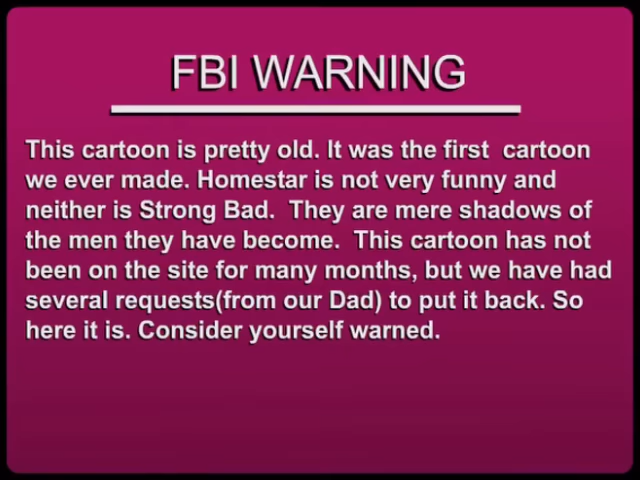 FBI WARNING
This cartoon is pretty old. It was the first  cartoon
we ever made. Homestar is not very funny and
neither is Strong Bad.  They are mere shadows of
the men they have become.  This cartoon has not
been on the site for many months, but we have had
several requests(from our Dad) to put it back. So
here it is. Consider yourself warned.